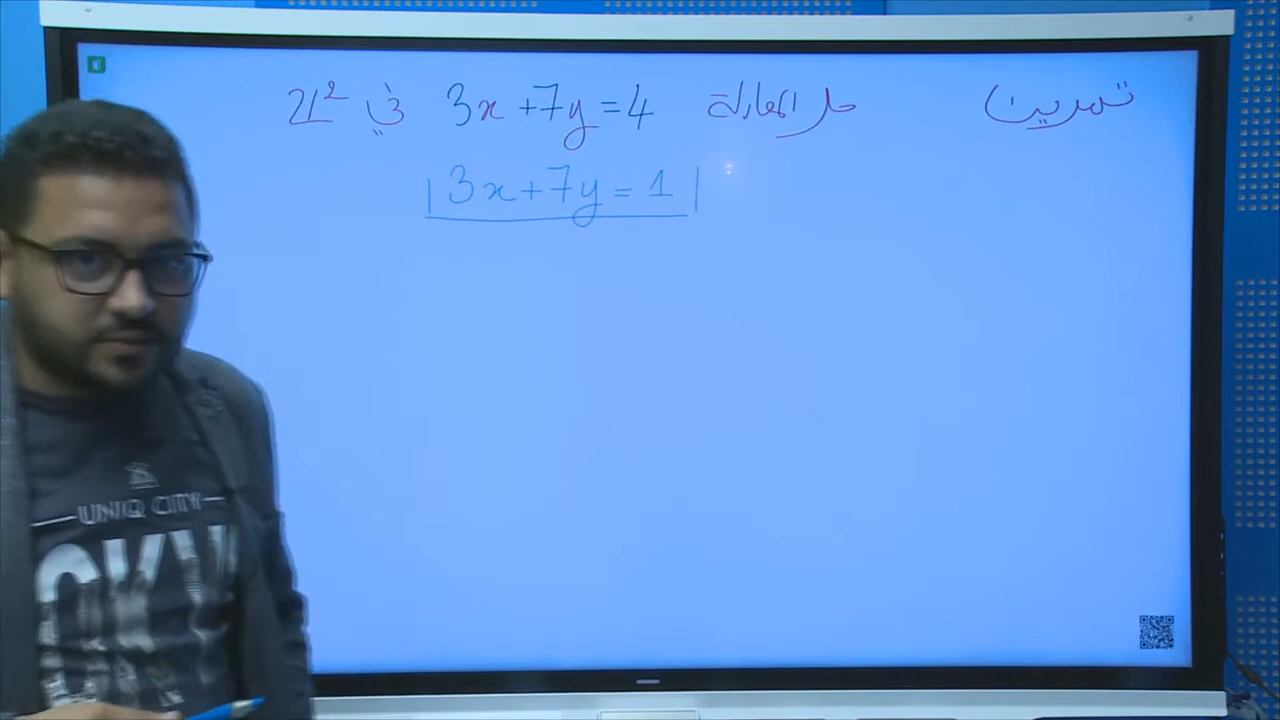 تمرين حل المعادلة 3x+7y=4 في ℤ²
3x+7y=1
UNIQ CITY